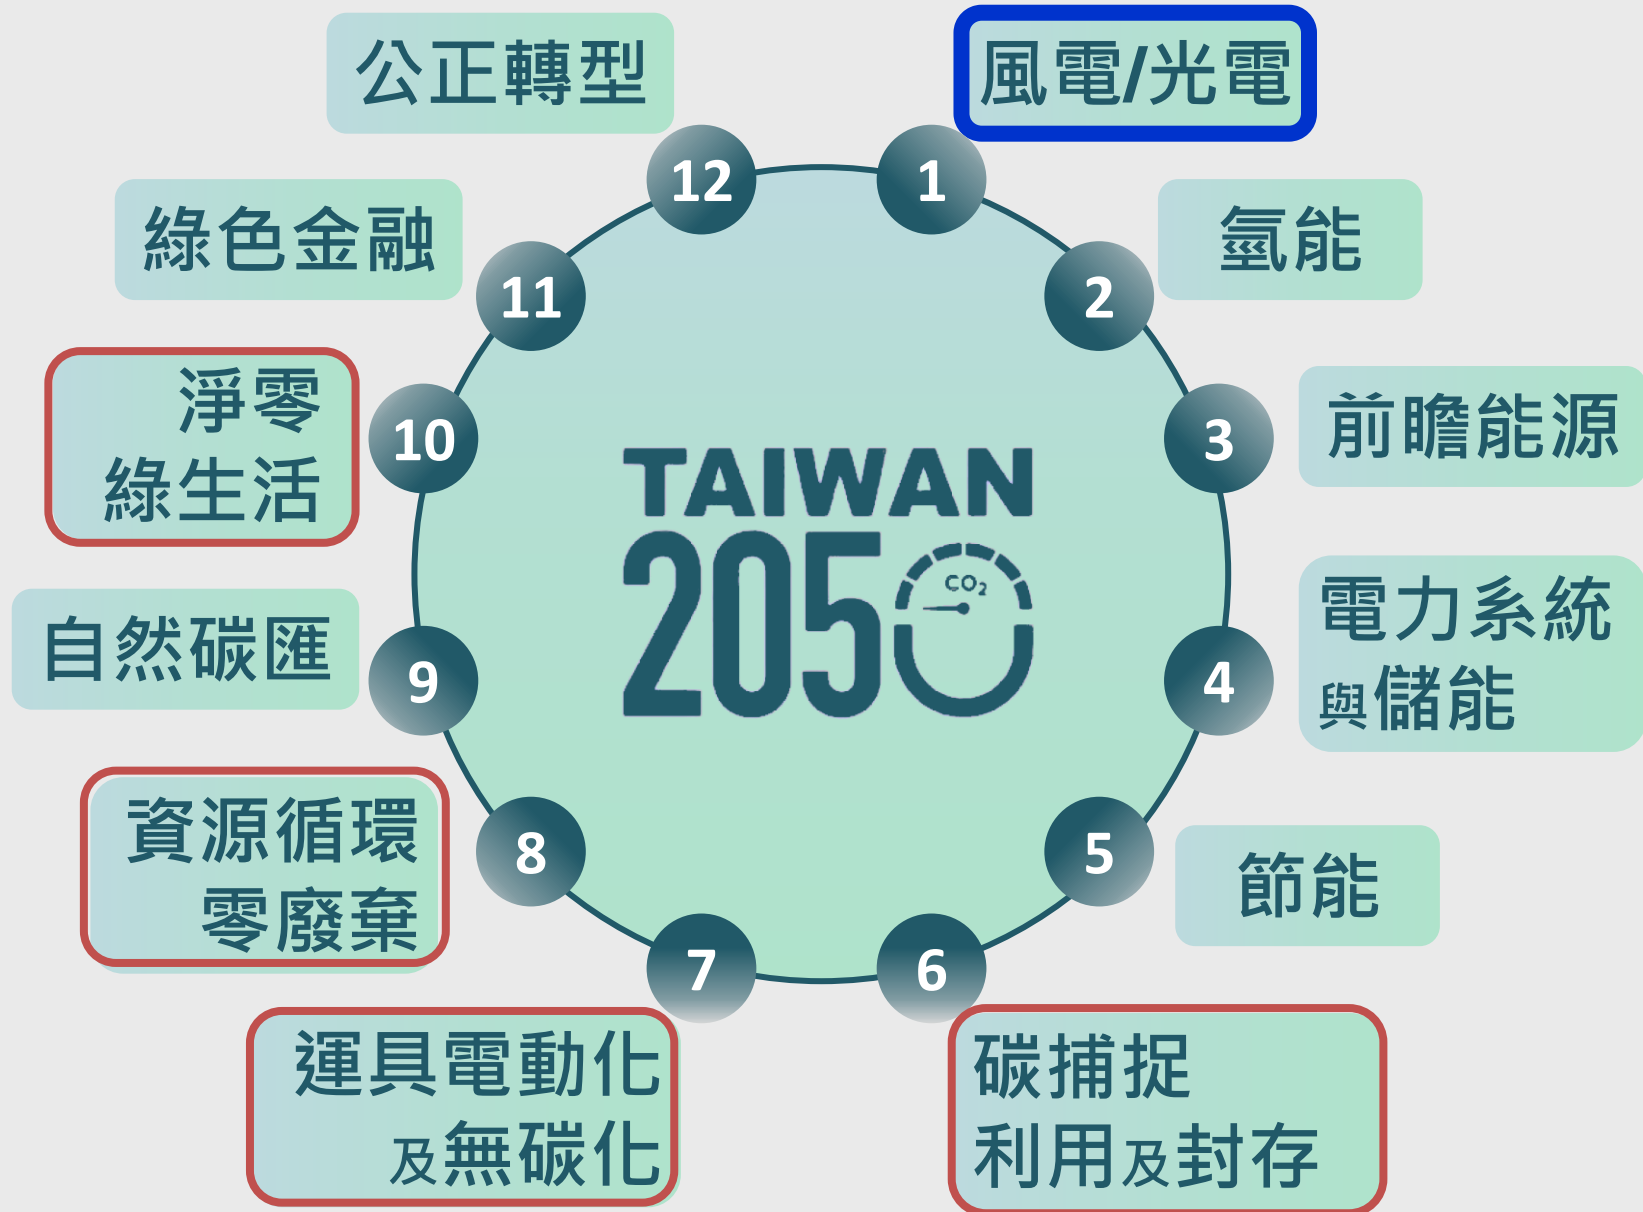 公正轉型
風電/光電
12
1
綠色金融
氫能
11
2
淨零
綠生活
10
3
前瞻能源
TAIWAN
2050
CO₂
自然碳匯
9
4
電力系統
與儲能
資源循環
零廢棄
8
5
節能
7
6
運具電動化
及無碳化
碳捕捉
利用及封存